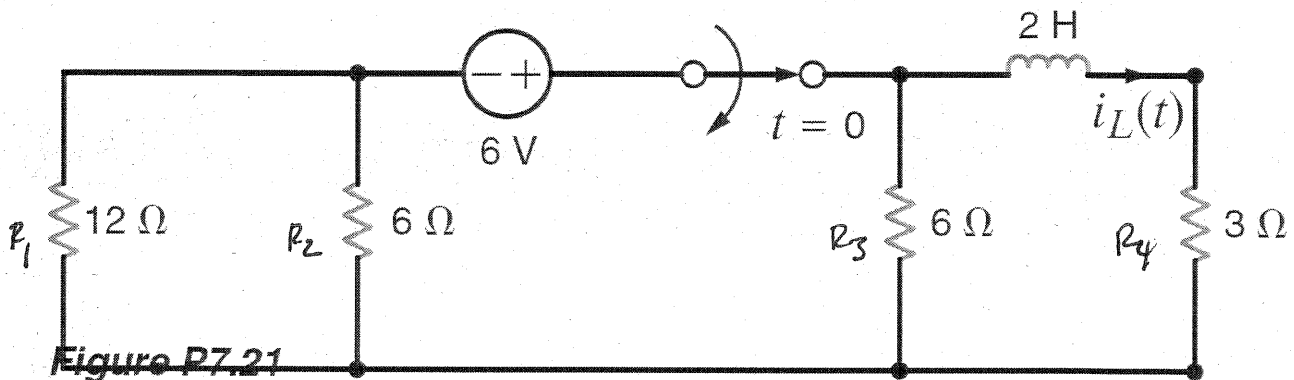 2 H
− +
6 V
t = 0
i_L(t)
R1
12 Ω
R2
6 Ω
R3
6 Ω
R4
3 Ω
Figure P7.21